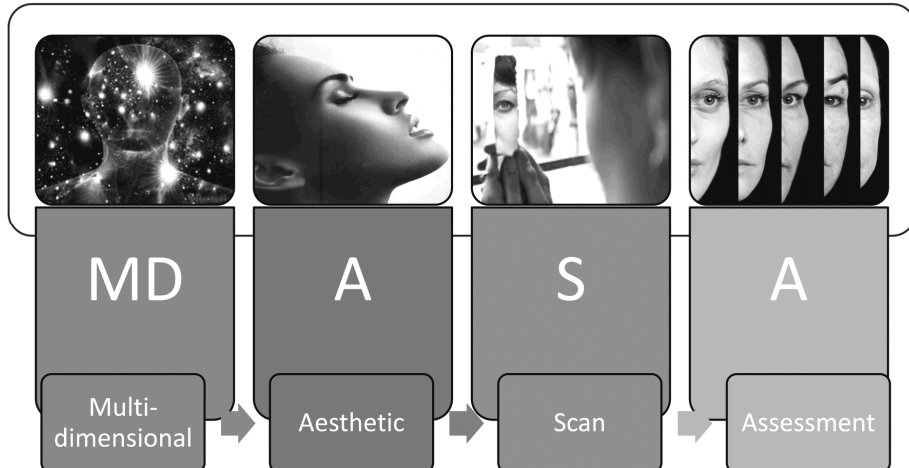 MD
A
S
A
Multi-
dimensional
Aesthetic
Scan
Assessment